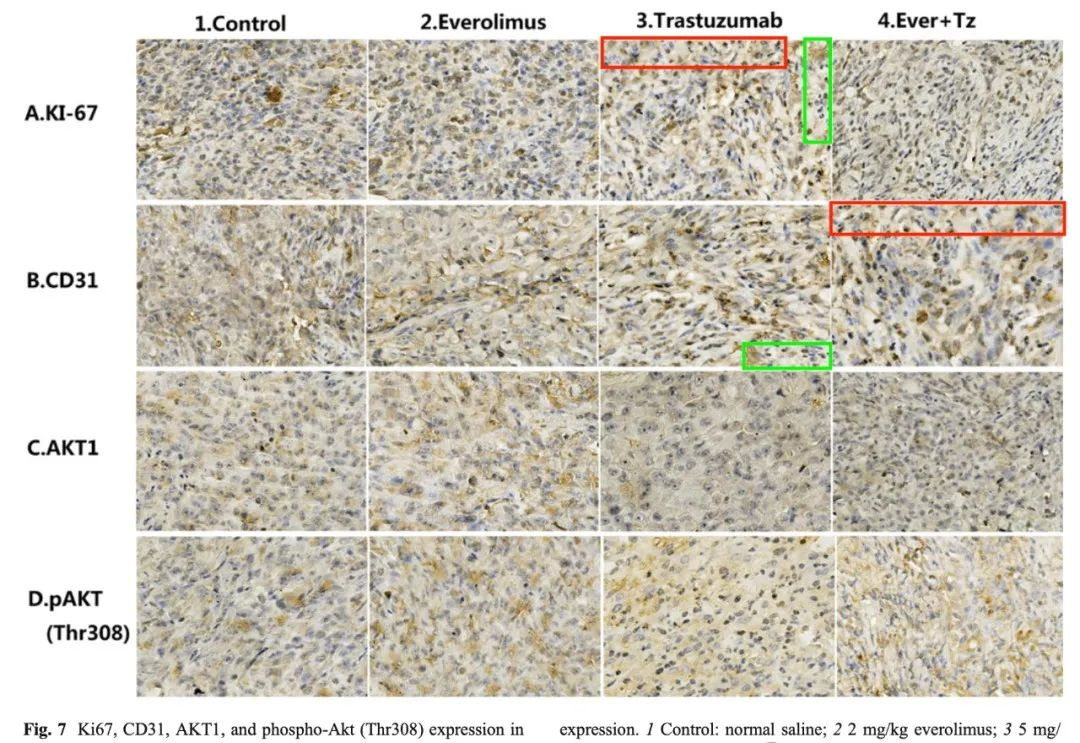 1.Control 2.Everolimus 3.Trastuzumab 4.Ever+Tz
A.KI-67
B.CD31
C.AKT1
D.pAKT
(Thr308)
Fig. 7 Ki67, CD31, AKT1, and phospho-Akt (Thr308) expression in
expression. 1 Control: normal saline; 2 2 mg/kg everolimus; 3 5 mg/